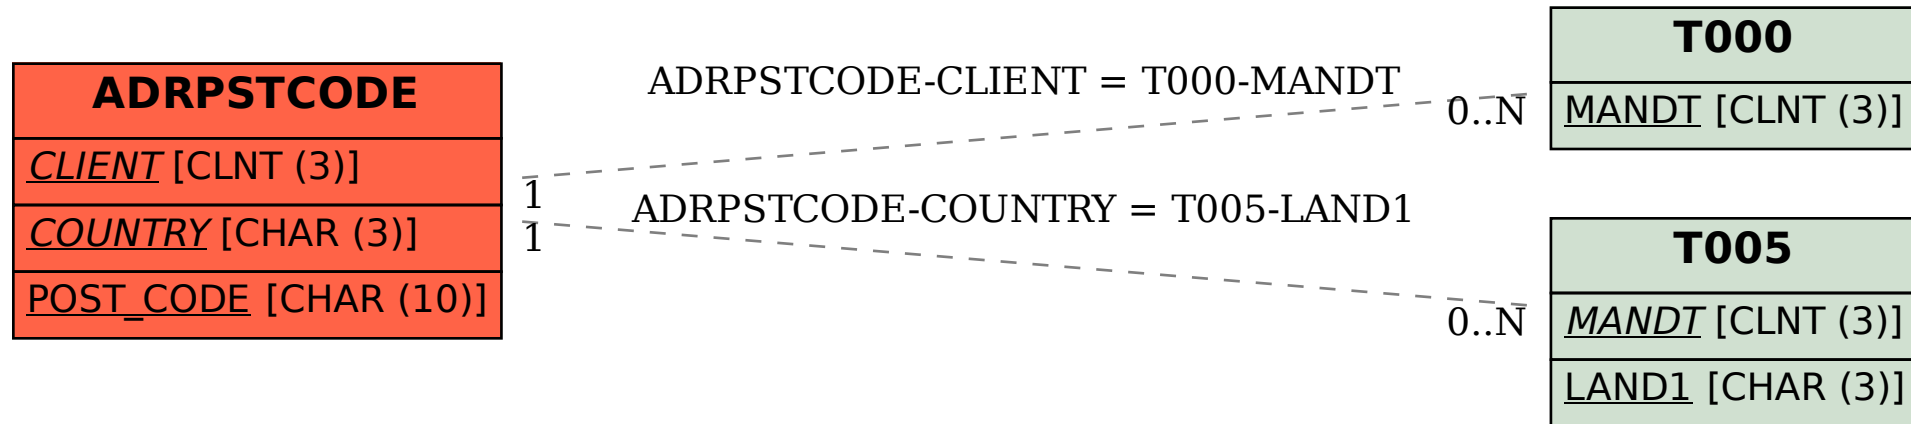 ADRPSTCODE
CLIENT [CLNT (3)]
COUNTRY [CHAR (3)]
POST_CODE [CHAR (10)]
ADRPSTCODE-CLIENT = T000-MANDT
1
0..N
ADRPSTCODE-COUNTRY = T005-LAND1
1
0..N
T000
MANDT [CLNT (3)]
T005
MANDT [CLNT (3)]
LAND1 [CHAR (3)]